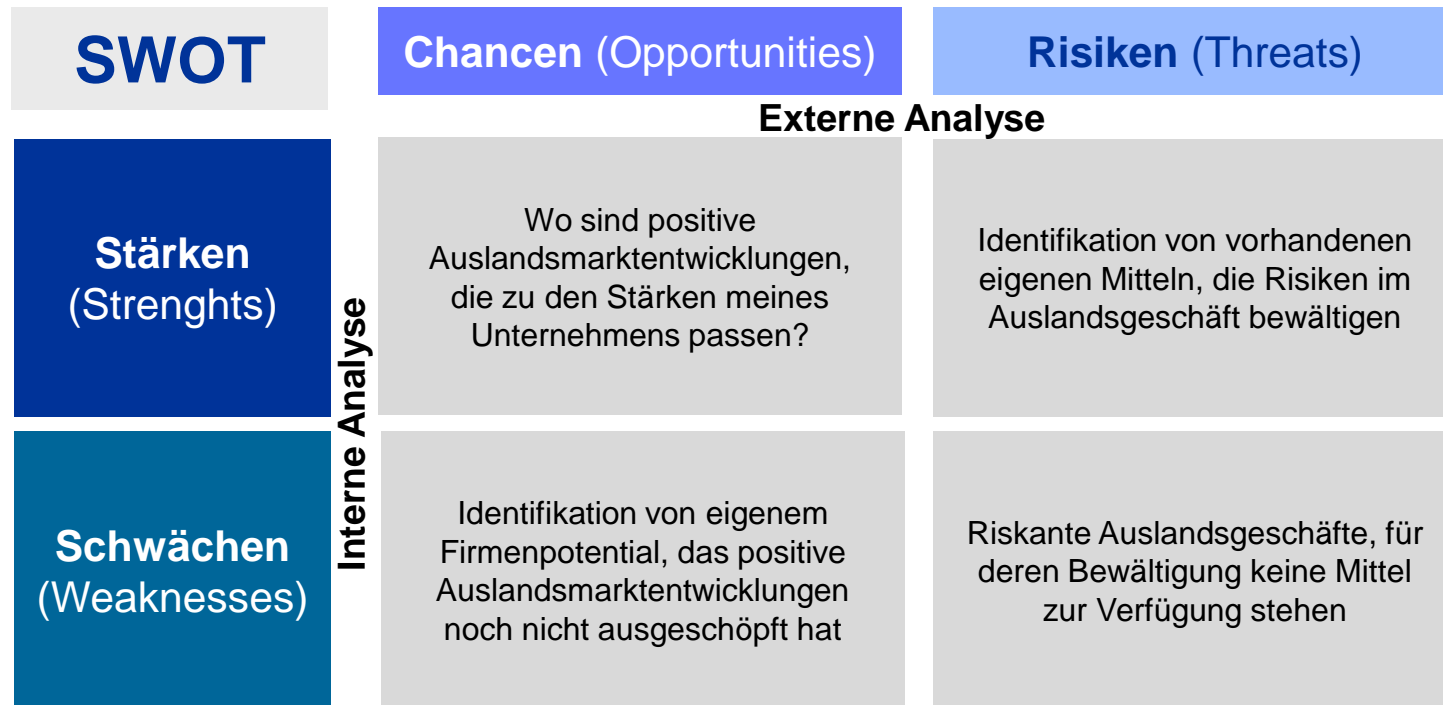 SWOT
Chancen (Opportunities)
Risiken (Threats)
Externe Analyse
Interne Analyse
Stärken
(Strenghts)
Wo sind positive
Auslandsmarktentwicklungen,
die zu den Stärken meines
Unternehmens passen?
Identifikation von vorhandenen
eigenen Mitteln, die Risiken im
Auslandsgeschäft bewältigen
Schwächen
(Weaknesses)
Identifikation von eigenem
Firmenpotential, das positive
Auslandsmarktentwicklungen
noch nicht ausgeschöpft hat
Riskante Auslandsgeschäfte, für
deren Bewältigung keine Mittel
zur Verfügung stehen